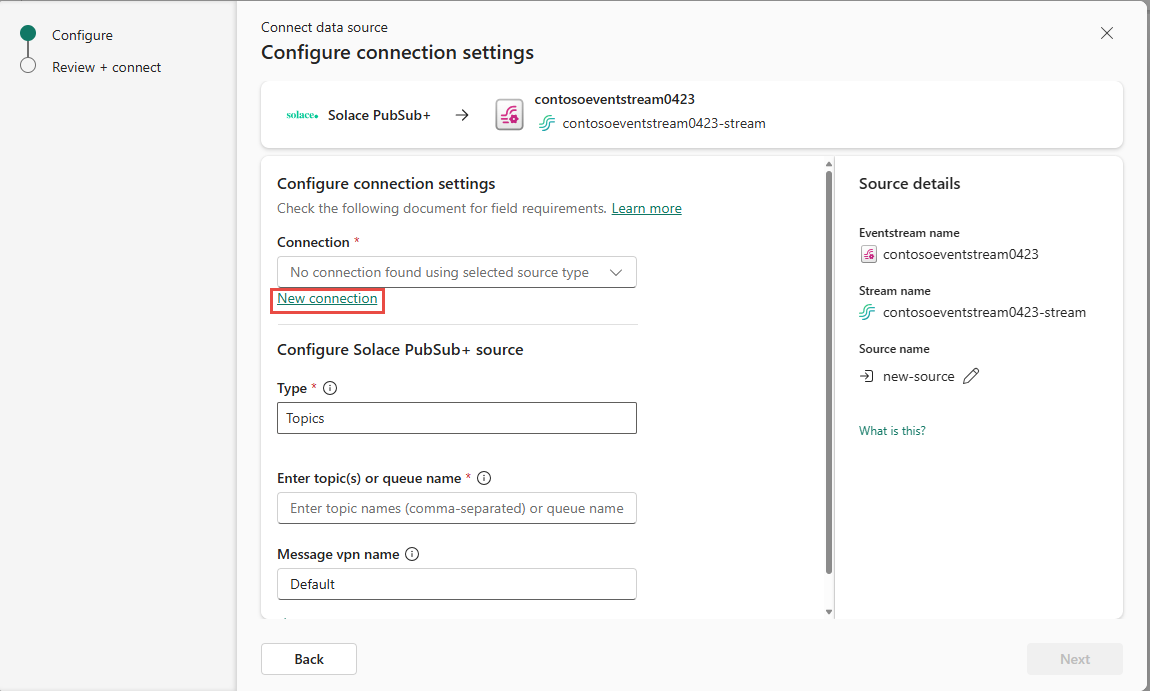 Configure
Review + connect
Connect data source
Configure connection settings
solace. Solace PubSub+
contosoeventstream0423
contosoeventstream0423-stream
Configure connection settings
Check the following document for field requirements. Learn more
Connection *
No connection found using selected source type
New connection
Configure Solace PubSub+ source
Type *
Topics
Enter topic(s) or queue name *
Enter topic names (comma-separated) or queue name
Message vpn name
Default
Source details
Eventstream name
contosoeventstream0423
Stream name
contosoeventstream0423-stream
Source name
new-source
What is this?
Back
Next